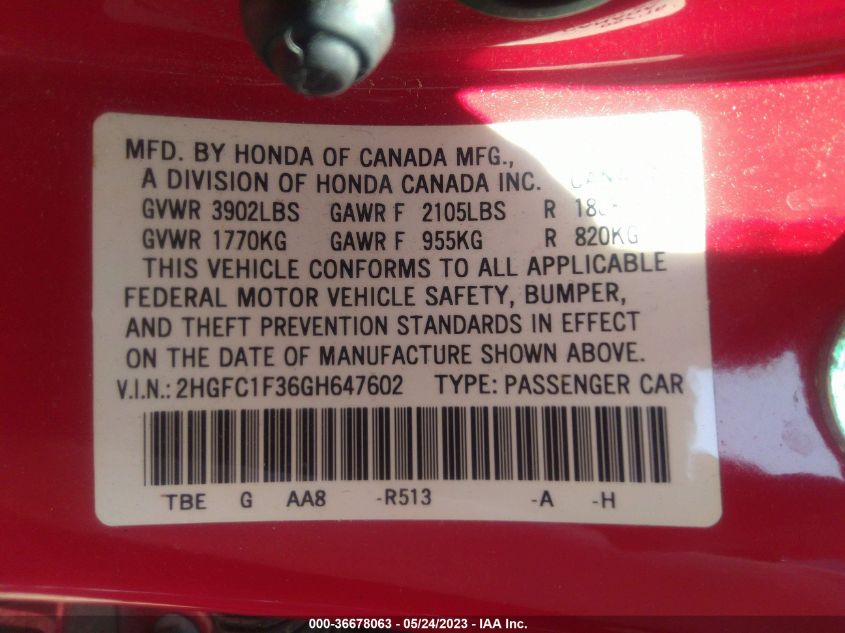 MFD. BY HONDA OF CANADA MFG.,
A DIVISION OF HONDA CANADA INC.
GVWR 3902LBS GAWR F 2105LBS R
GVWR 1770KG GAWR F 955KG R 820KG
THIS VEHICLE CONFORMS TO ALL APPLICABLE
FEDERAL MOTOR VEHICLE SAFETY, BUMPER,
AND THEFT PREVENTION STANDARDS IN EFFECT
ON THE DATE OF MANUFACTURE SHOWN ABOVE.
V.I.N.: 2HGFC1F36GH647602 TYPE: PASSENGER CAR
TBE G AA8 -R513 -A -H
000-36678063 - 05/24/2023 - IAA Inc.